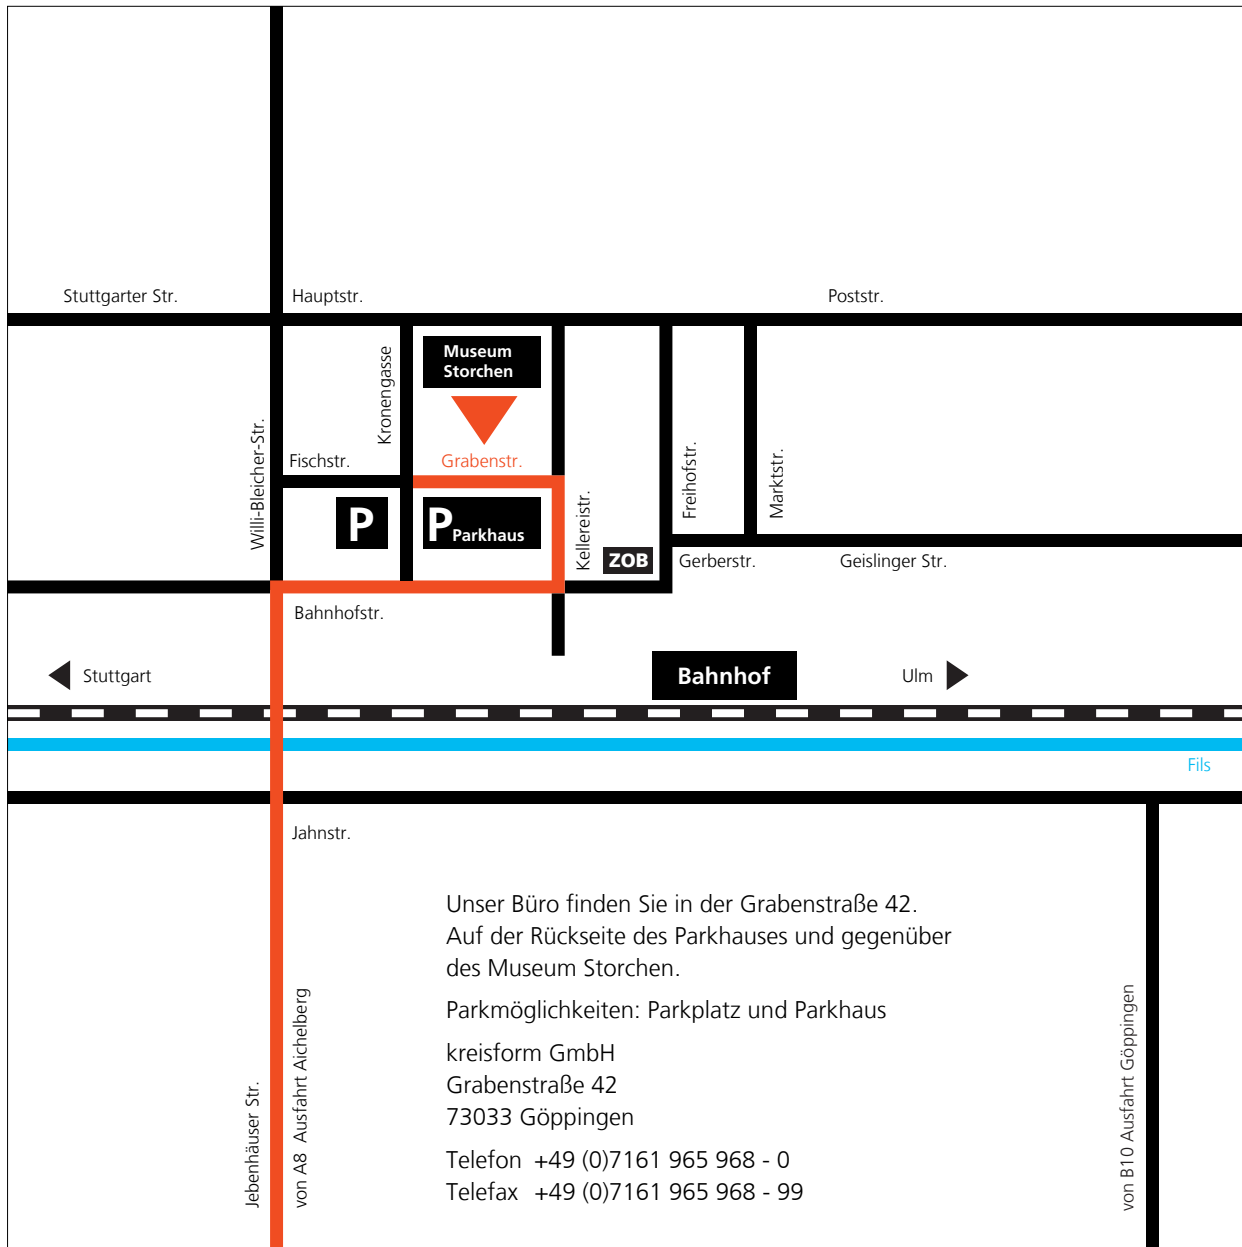 Stuttgarter Str.
Hauptstr.
Poststr.
Museum
Storchen
Kronengasse
Willi-Bleicher-Str.
Fischstr.
Grabenstr.
Freihofstr.
Marktstr.
P
P Parkhaus
Kellereistr.
ZOB
Gerberstr.
Geislinger Str.
Bahnhofstr.
Stuttgart
Bahnhof
Ulm
Fils
Jahnstr.
Unser Büro finden Sie in der Grabenstraße 42.
Auf der Rückseite des Parkhauses und gegenüber
des Museum Storchen.
Parkmöglichkeiten: Parkplatz und Parkhaus
kreisform GmbH
Grabenstraße 42
73033 Göppingen
Telefon +49 (0)7161 965 968 - 0
Telefax +49 (0)7161 965 968 - 99
Jebenhäuser Str.
von A8 Ausfahrt Aichelberg
von B10 Ausfahrt Göppingen